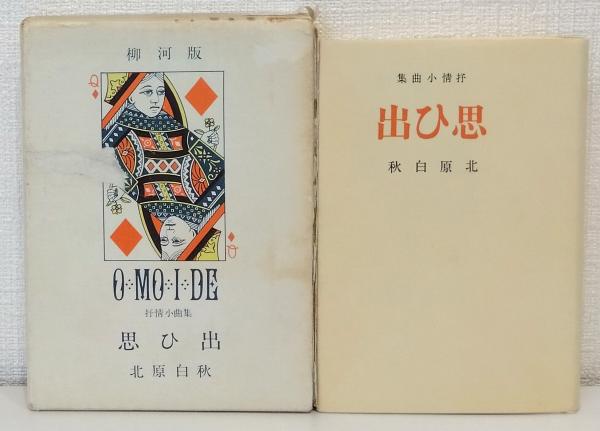 柳河版
Q
Q
O·MO·I·DE
抒情小曲集
思ひ出
北原白秋
抒情小曲集
思ひ出
北原白秋